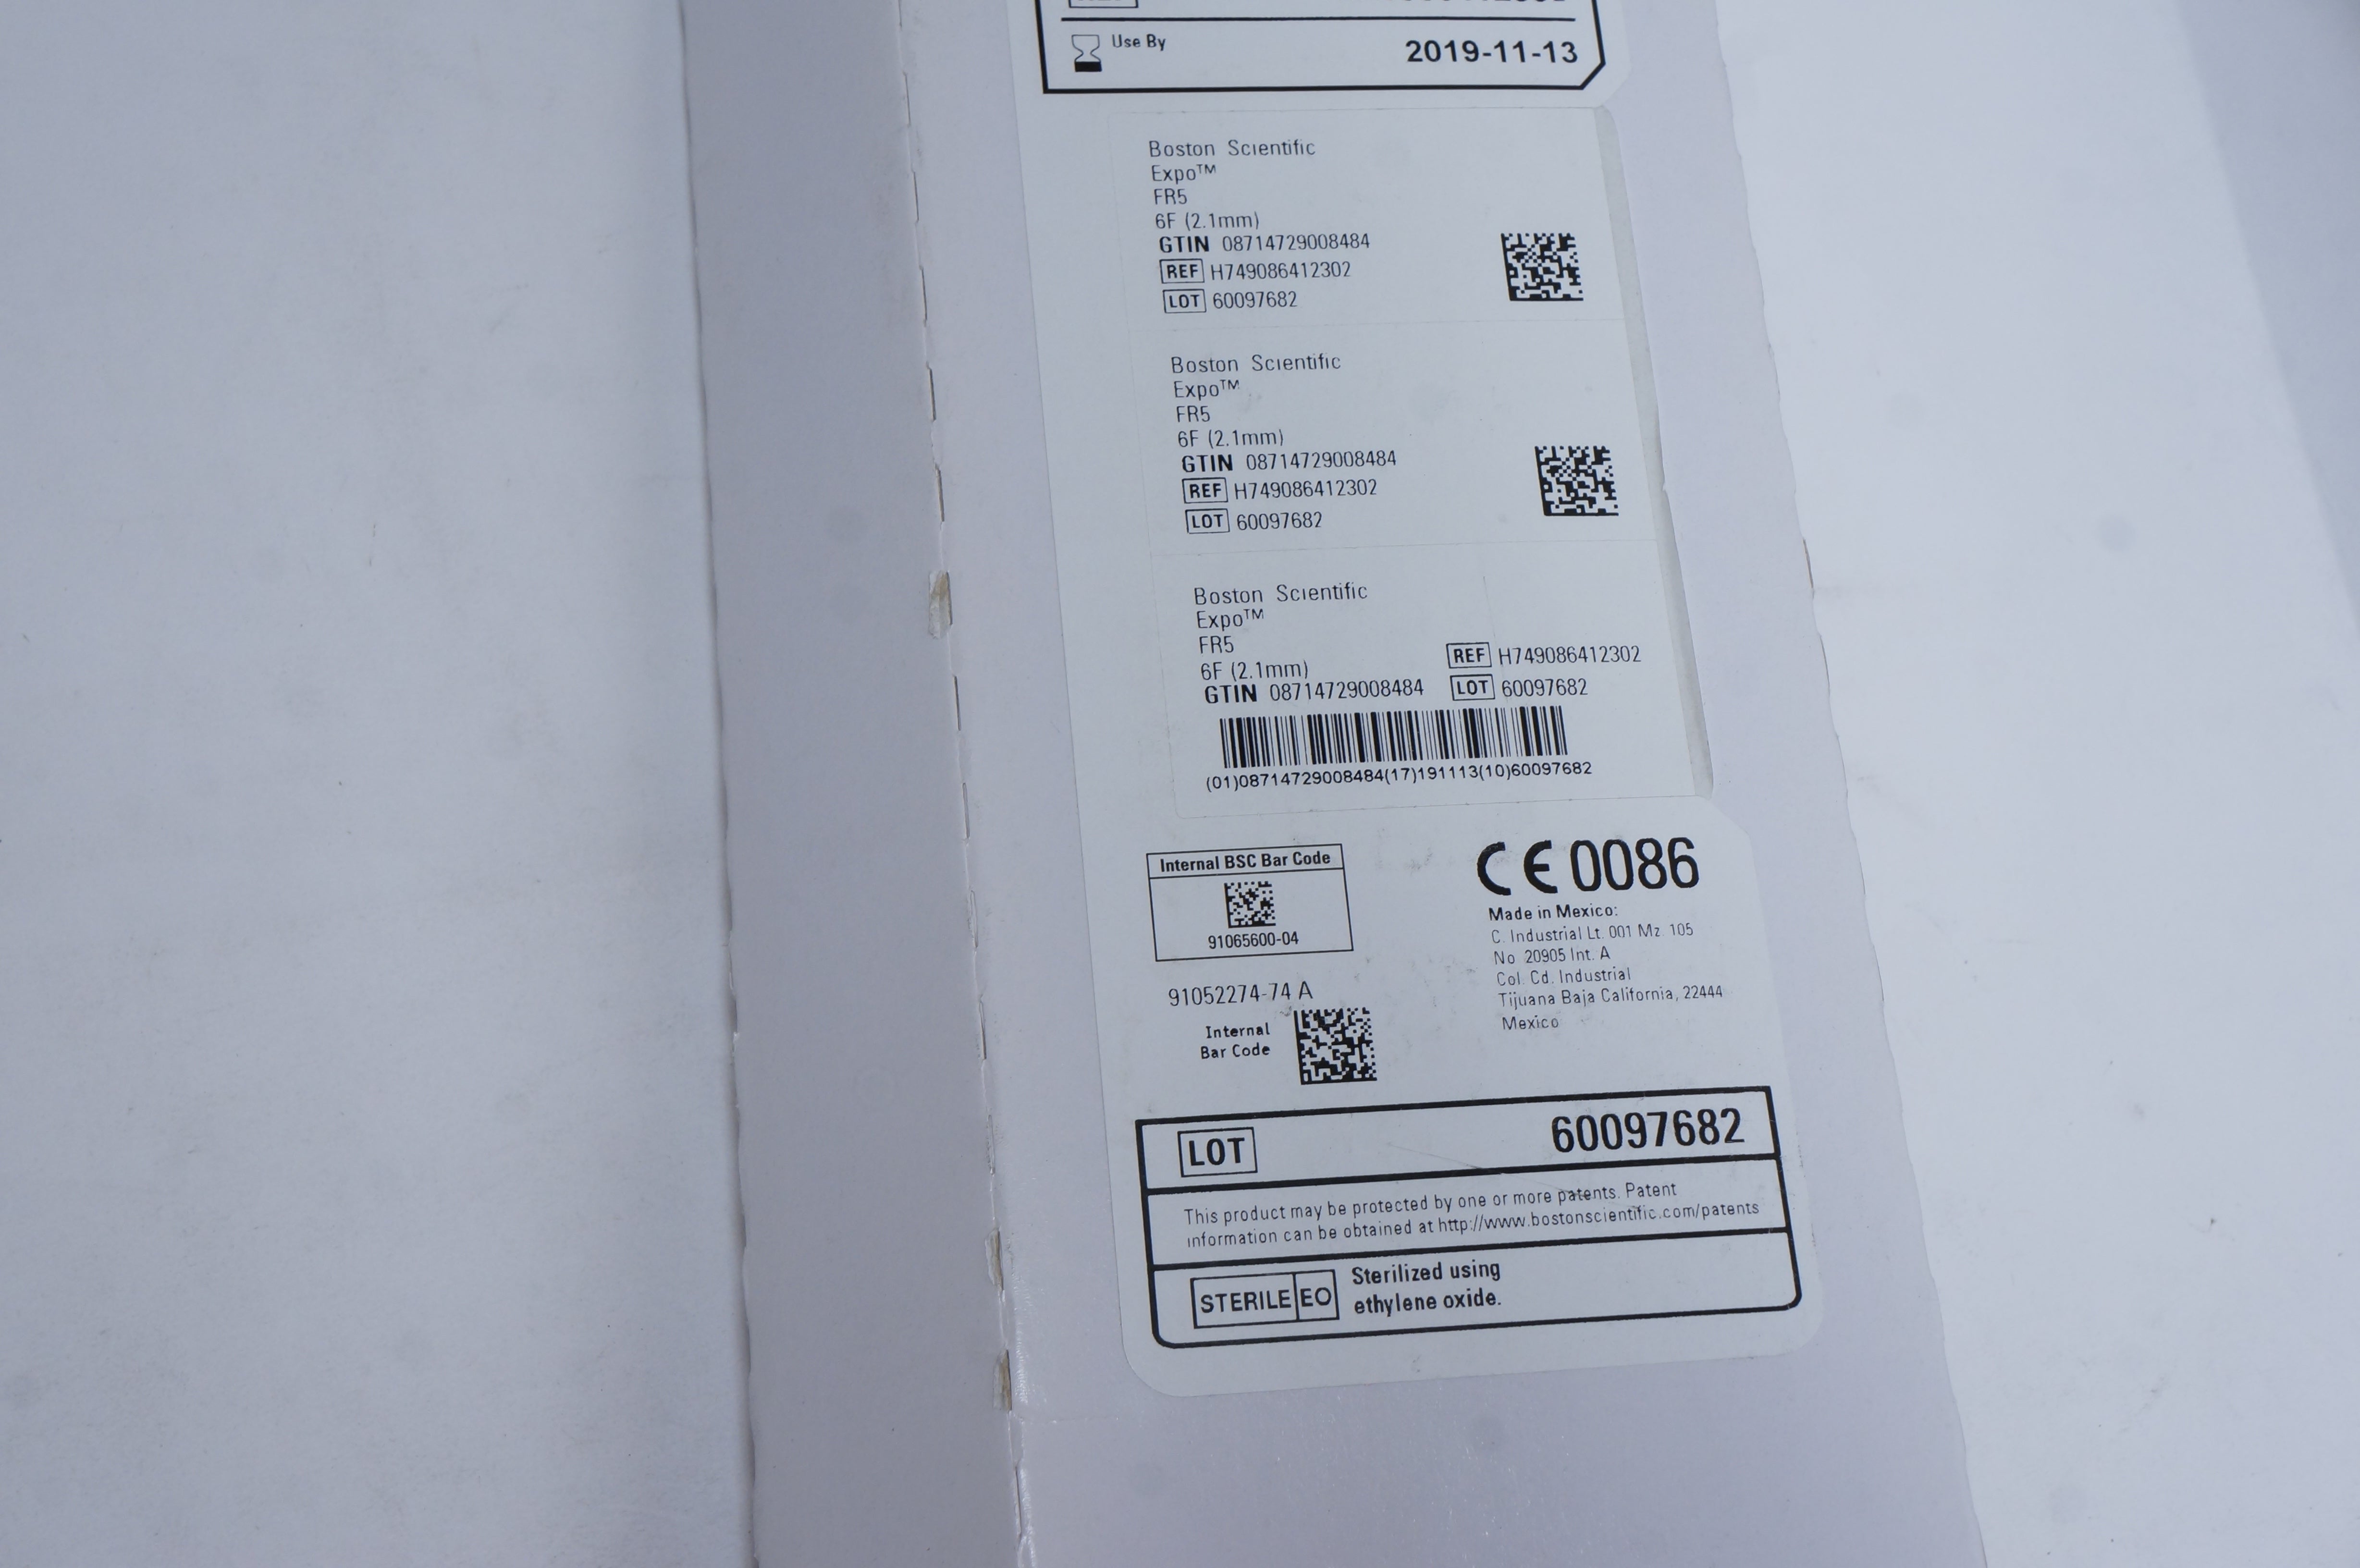 Use By 2019-11-13
Boston Scientific
Expo™
FR5
6F (2.1mm)
GTIN 08714729008484
REF H749086412302
LOT 60097682
Boston Scientific
Expo™
FR5
6F (2.1mm)
GTIN 08714729008484
REF H749086412302
LOT 60097682
Boston Scientific
Expo™
FR5
6F (2.1mm)
GTIN 08714729008484
REF H749086412302
LOT 60097682
(01)08714729008484(17)191113(10)60097682
Internal BSC Bar Code
91065600-04
91052274-74 A
Internal
Bar Code
CE 0086
Made in Mexico:
C. Industrial Lt. 001 Mz. 105
No 20905 Int. A
Col. Cd. Industrial
Tijuana Baja California, 22444
Mexico
LOT 60097682
This product may be protected by one or more patents. Patent
information can be obtained at http://www.bostonscientific.com/patents
STERILE EO Sterilized using
ethylene oxide.